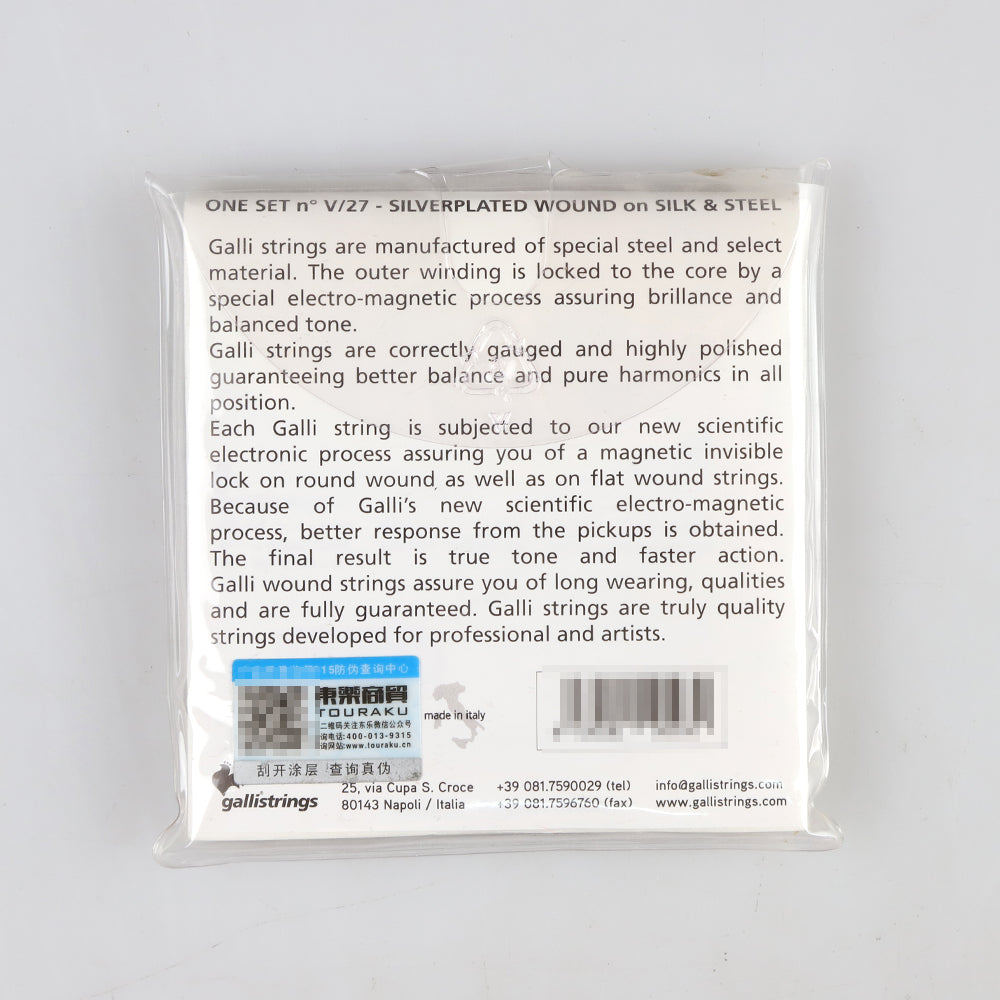 ONE SET n° V/27 - SILVERPLATED WOUND on SILK & STEEL
Galli strings are manufactured of special steel and select
material. The outer winding is locked to the core by a
special electro-magnetic process assuring brillance and
balanced tone.
Galli strings are correctly gauged and highly polished
guaranteeing better balance and pure harmonics in all
position.
Each Galli string is subjected to our new scientific
electronic process assuring you of a magnetic invisible
lock on round wound as well as on flat wound strings.
Because of Galli's new scientific electro-magnetic
process, better response from the pickups is obtained.
The final result is true tone and faster action.
Galli wound strings assure you of long wearing, qualities
and are fully guaranteed. Galli strings are truly quality
strings developed for professional and artists.
15防伪查询中心
東樂商貿
TOURAKU
二维码关注东乐微信公众号
询电话:400-013-9315
询网站:www.touraku.cn
刮开涂层 查询真伪
made in italy
gallistrings
25, via Cupa S. Croce
80143 Napoli / Italia
+39 081.7590029 (tel)
+39 081.7596760 (fax)
info@gallistrings.com
www.gallistrings.com